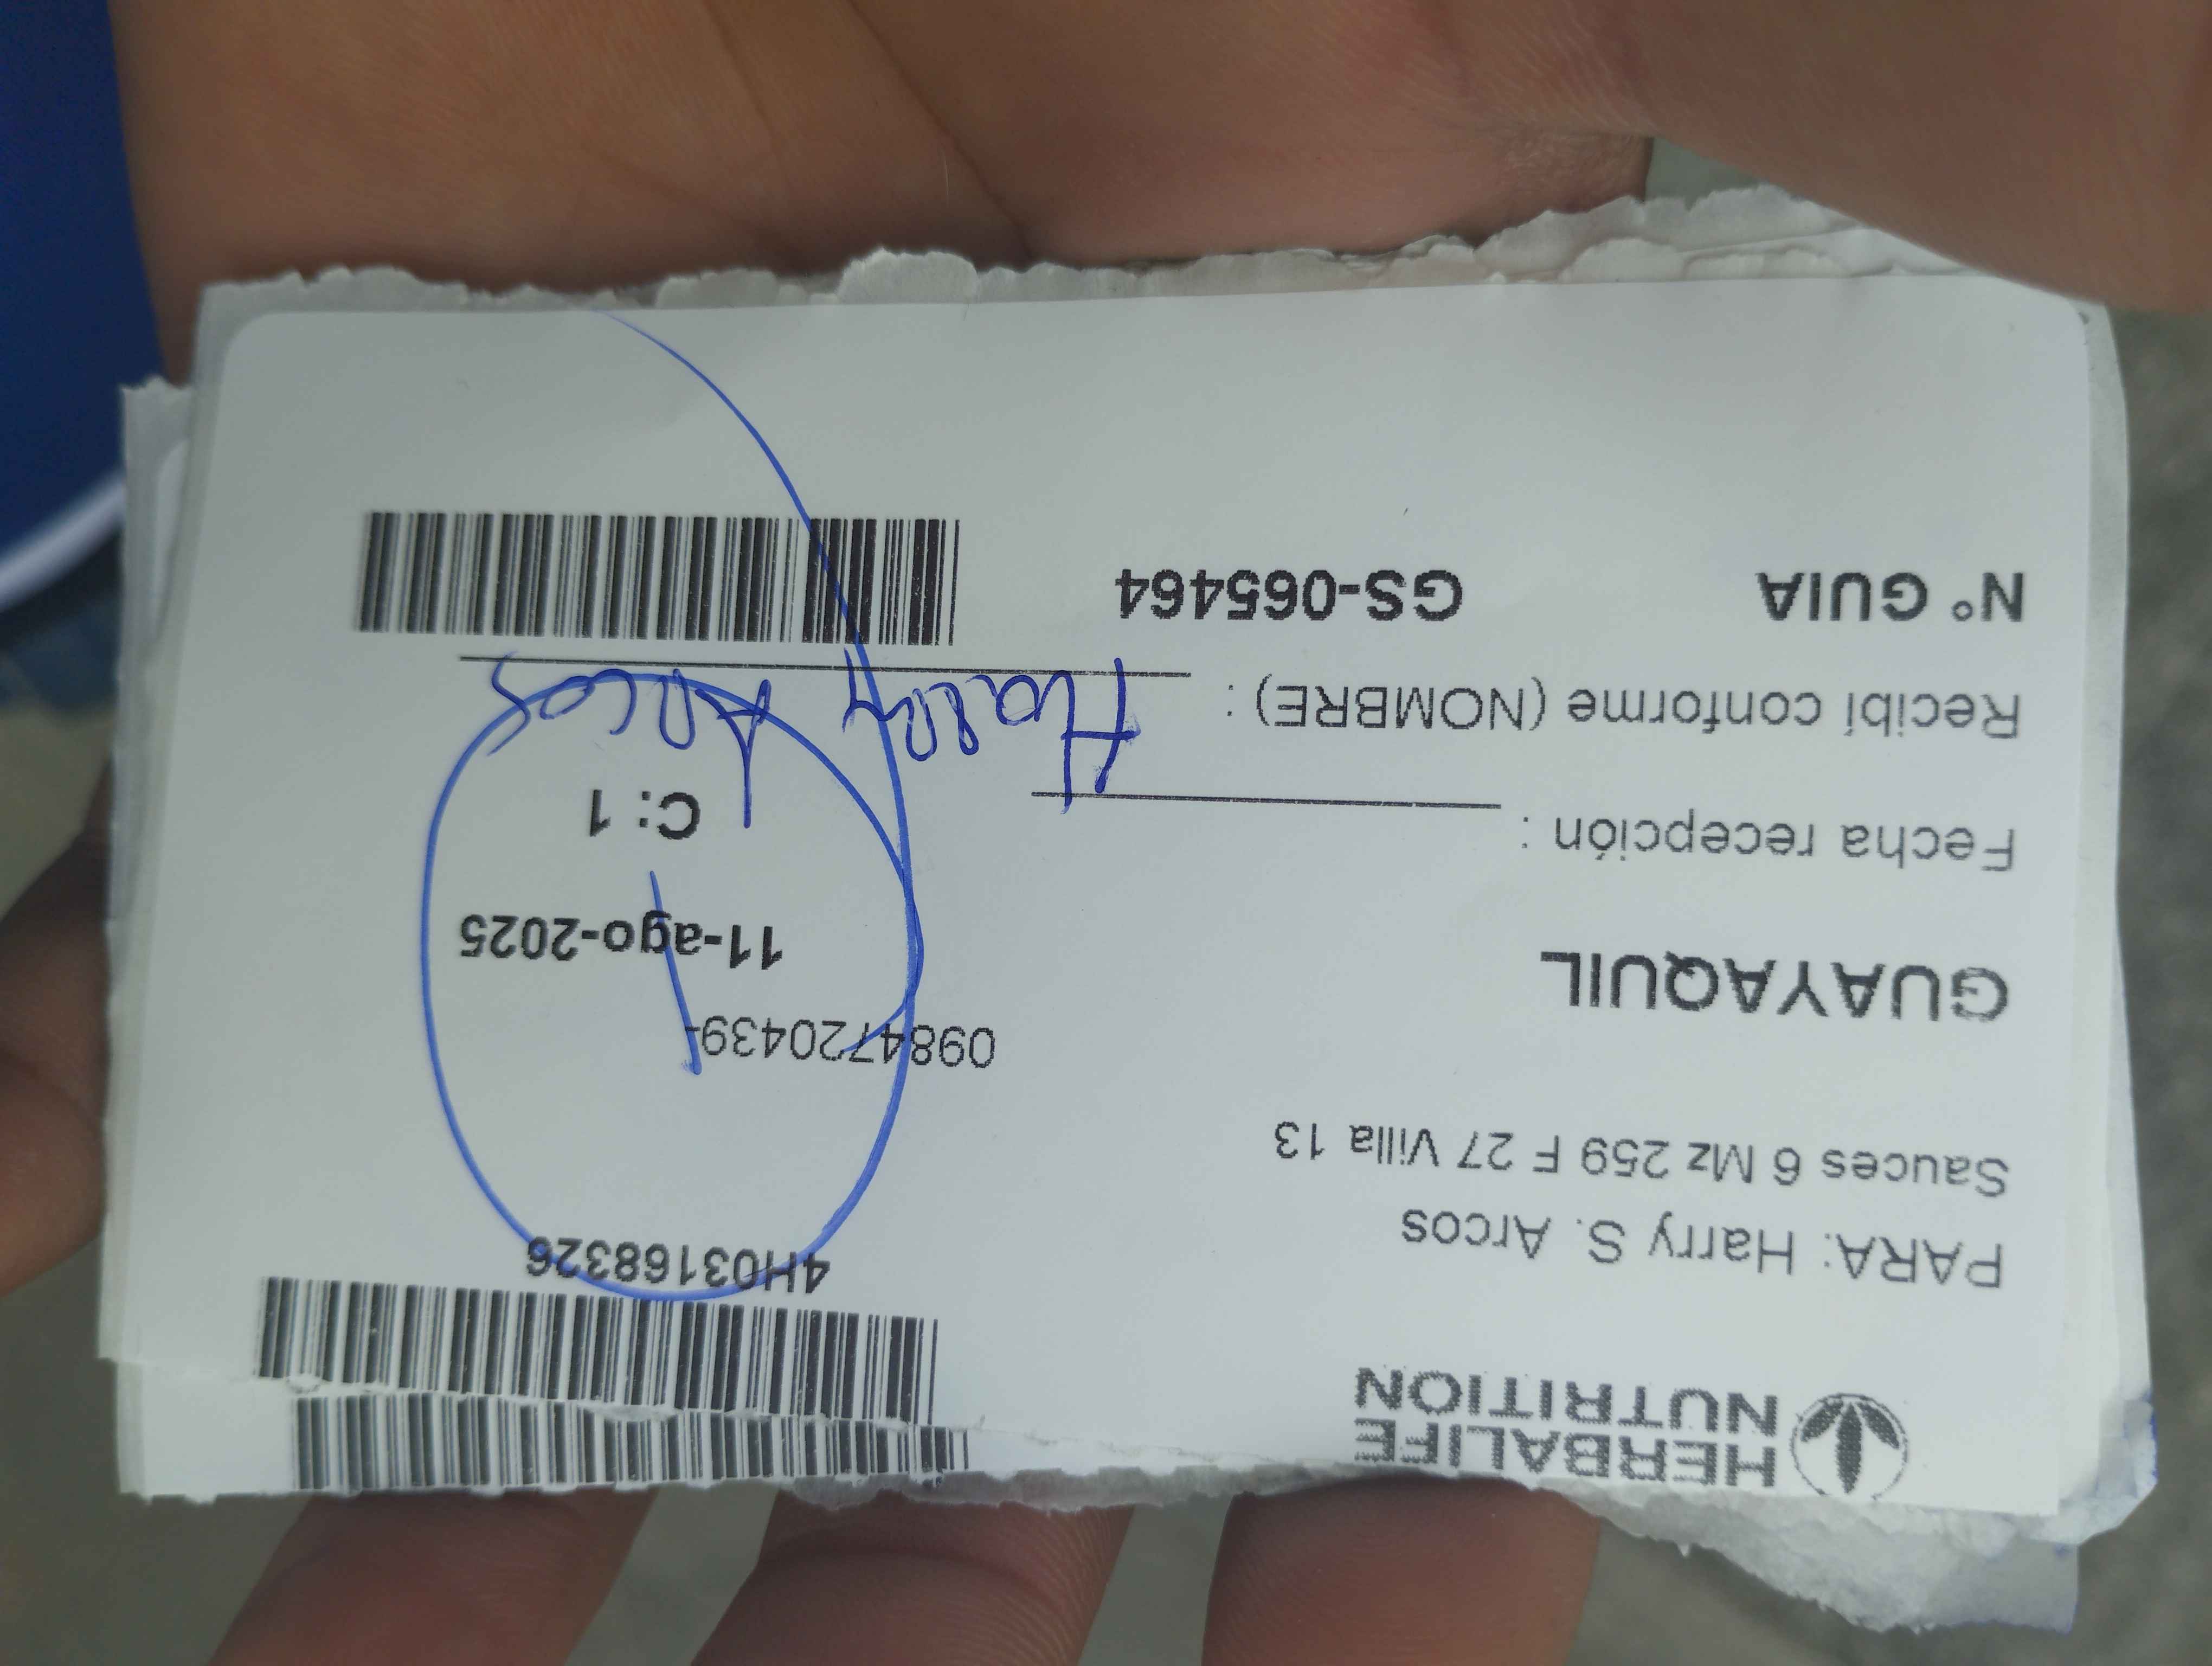 HERBALIFE
NUTRITION
4H03168326
PARA: Harry S. Arcos
Sauces 6 Mz 259 F 27 Villa 13
0984720439-
GUAYAQUIL
11-ago-2025
Fecha recepción :
C: 1
Recibí conforme (NOMBRE) : Harry Arcos
N° GUIA GS-065464